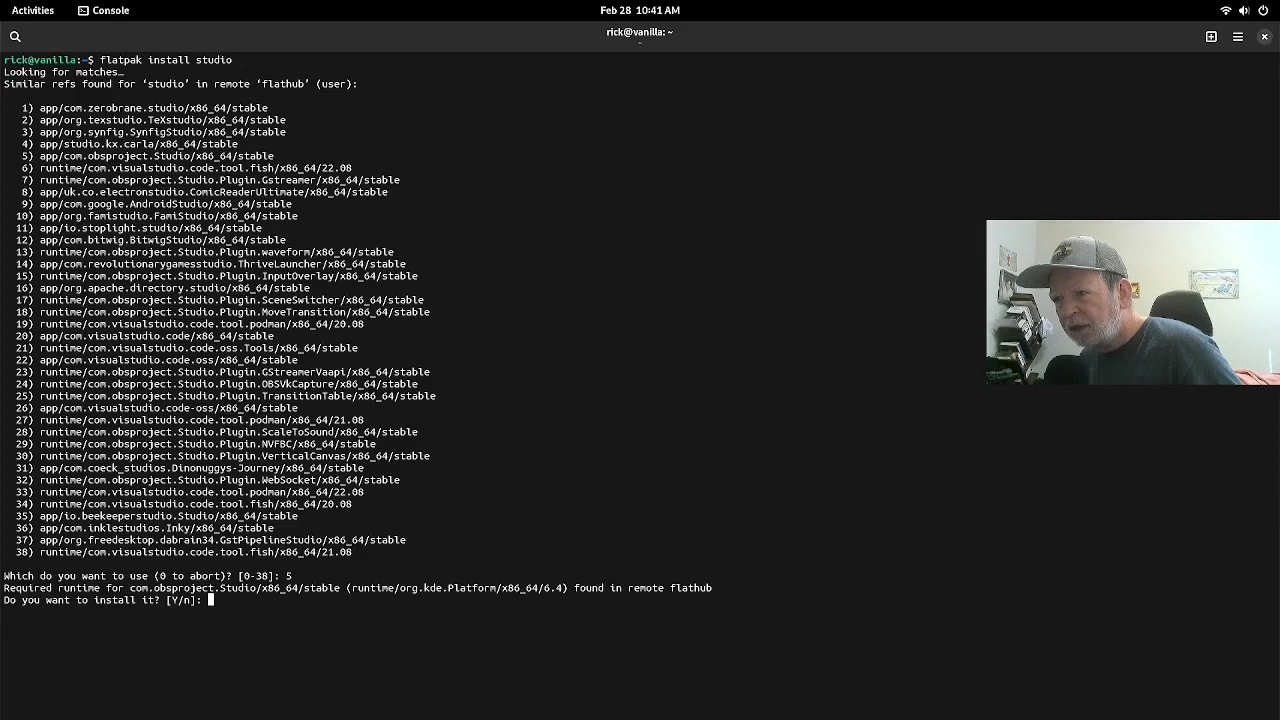 Activities
Console
Feb 28 10:41 AM
rick@vanilla: ~
~
rick@vanilla:~$ flatpak install studio
Looking for matches…
Similar refs found for ‘studio’ in remote ‘flathub’ (user):
1) app/com.zerobrane.studio/x86_64/stable
2) app/org.texstudio.TeXstudio/x86_64/stable
3) app/org.synfig.SynfigStudio/x86_64/stable
4) app/studio.kx.carla/x86_64/stable
5) app/com.obsproject.Studio/x86_64/stable
6) runtime/com.visualstudio.code.tool.fish/x86_64/22.08
7) runtime/com.obsproject.Studio.Plugin.Gstreamer/x86_64/stable
8) app/uk.co.electronstudio.ComicReaderUltimate/x86_64/stable
9) app/com.google.AndroidStudio/x86_64/stable
10) app/org.famistudio.FamiStudio/x86_64/stable
11) app/io.stoplight.studio/x86_64/stable
12) app/com.bitwig.BitwigStudio/x86_64/stable
13) runtime/com.obsproject.Studio.Plugin.waveform/x86_64/stable
14) app/com.revolutionarygamesstudio.ThriveLauncher/x86_64/stable
15) runtime/com.obsproject.Studio.Plugin.InputOverlay/x86_64/stable
16) app/org.apache.directory.studio/x86_64/stable
17) runtime/com.obsproject.Studio.Plugin.SceneSwitcher/x86_64/stable
18) runtime/com.obsproject.Studio.Plugin.MoveTransition/x86_64/stable
19) runtime/com.visualstudio.code.tool.podman/x86_64/20.08
20) app/com.visualstudio.code/x86_64/stable
21) runtime/com.visualstudio.code.oss.Tools/x86_64/stable
22) app/com.visualstudio.code.oss/x86_64/stable
23) runtime/com.obsproject.Studio.Plugin.GStreamerVaapi/x86_64/stable
24) runtime/com.obsproject.Studio.Plugin.OBSVkCapture/x86_64/stable
25) runtime/com.obsproject.Studio.Plugin.TransitionTable/x86_64/stable
26) app/com.visualstudio.code-oss/x86_64/stable
27) runtime/com.visualstudio.code.tool.podman/x86_64/21.08
28) runtime/com.obsproject.Studio.Plugin.ScaleToSound/x86_64/stable
29) runtime/com.obsproject.Studio.Plugin.NVFBC/x86_64/stable
30) runtime/com.obsproject.Studio.Plugin.VerticalCanvas/x86_64/stable
31) app/com.coeck_studios.Dinonuggys-Journey/x86_64/stable
32) runtime/com.obsproject.Studio.Plugin.WebSocket/x86_64/stable
33) runtime/com.visualstudio.code.tool.podman/x86_64/22.08
34) runtime/com.visualstudio.code.tool.fish/x86_64/20.08
35) app/io.beekeeperstudio.Studio/x86_64/stable
36) app/com.inklestudios.Inky/x86_64/stable
37) app/org.freedesktop.dabrain34.GstPipelineStudio/x86_64/stable
38) runtime/com.visualstudio.code.tool.fish/x86_64/21.08
Which do you want to use (0 to abort)? [0-38]: 5
Required runtime for com.obsproject.Studio/x86_64/stable (runtime/org.kde.Platform/x86_64/6.4) found in remote flathub
Do you want to install it? [Y/n]: